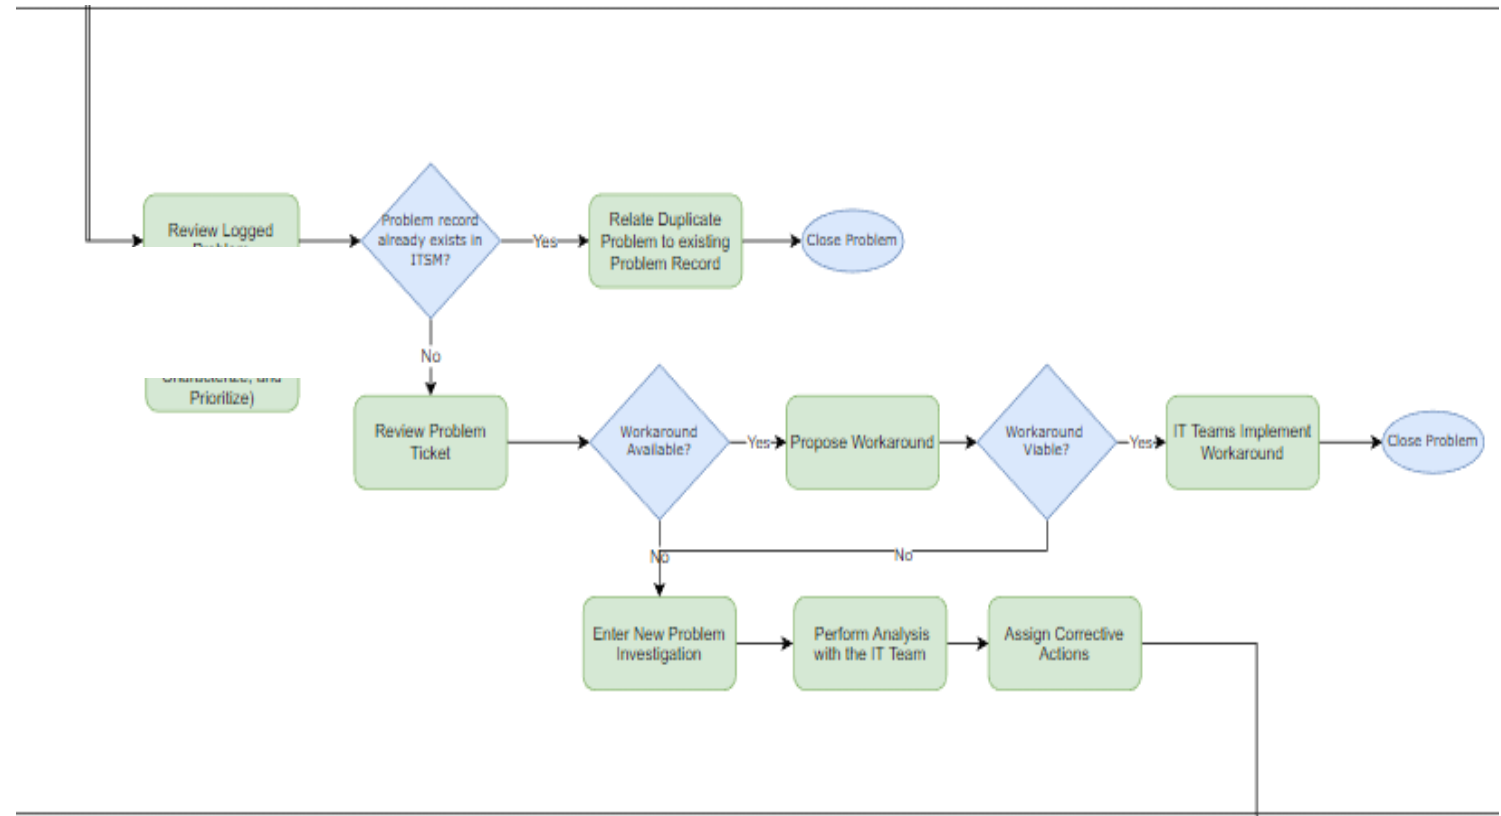 Review Logged
Problem record
already exists in
ITSM?
Yes
Relate Duplicate
Problem to existing
Problem Record
Close Problem
No
Prioritize)
Review Problem
Ticket
Workaround
Available?
Yes
Propose Workaround
Workaround
Viable?
Yes
IT Teams Implement
Workaround
Close Problem
No
No
Enter New Problem
Investigation
Perform Analysis
with the IT Team
Assign Corrective
Actions